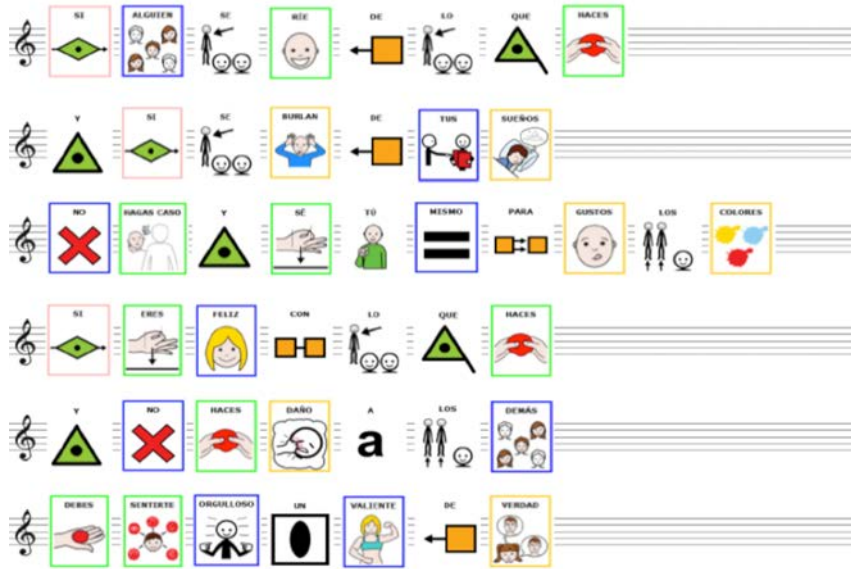 SI ALGUIEN SE RÍE DE LO QUE HACES
Y SI SE BURLAN DE TUS SUEÑOS
NO HAGAS CASO Y SÉ TÚ MISMO PARA GUSTOS LOS COLORES
SI ERES FELIZ CON LO QUE HACES
Y NO HACES DAÑO A LOS DEMÁS
a
DEBES SENTIRTE ORGULLOSO UN VALIENTE DE VERDAD